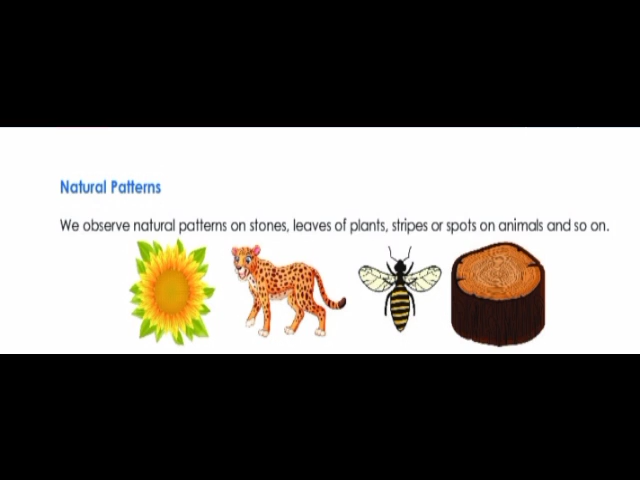 Natural Patterns
We observe natural patterns on stones, leaves of plants, stripes or spots on animals and so on.